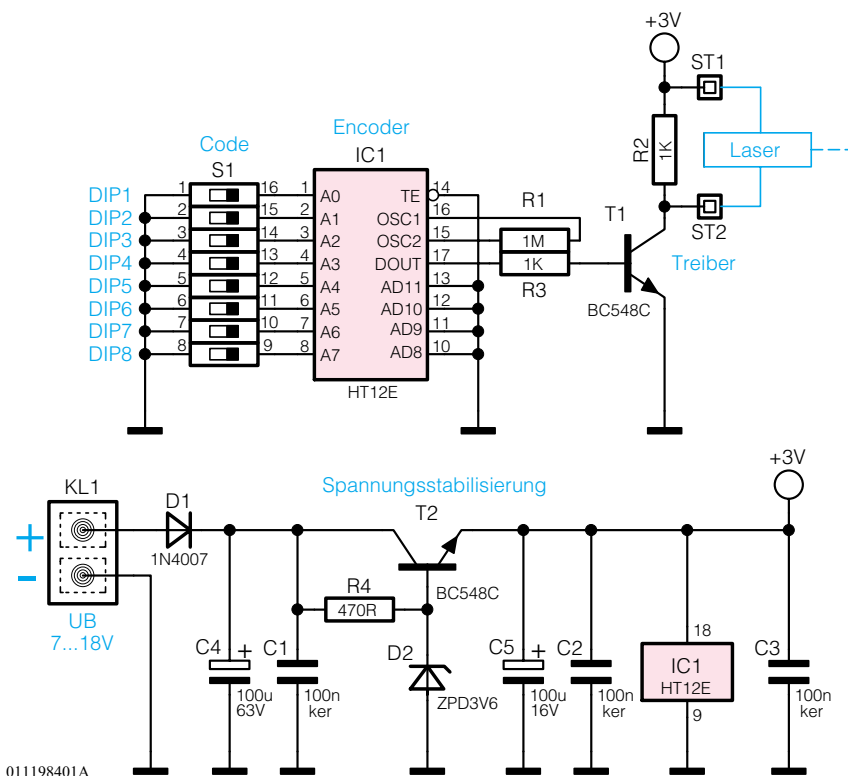 +3V
ST1
Code
S1
Encoder
IC1
R2
1K
Laser
DIP1 1 16 1 A0 TE 14
DIP2 2 15 2 A1 OSC1 16
DIP3 3 14 3 A2 OSC2 15
DIP4 4 13 4 A3 DOUT 17
DIP5 5 12 5 A4 AD11 13
DIP6 6 11 6 A5 AD10 12
DIP7 7 10 7 A6 AD9 11
DIP8 8 9 8 A7 AD8 10
HT12E
R1
1M
1K
R3
T1
BC548C
ST2
Treiber
KL1
+
-
UB
7...18V
D1
1N4007
Spannungsstabilisierung
T2
BC548C
+3V
R4
470R
C4
+
100u
63V
C1
100n
ker
D2
ZPD3V6
C5
+
100u
16V
C2
100n
ker
18
IC1
HT12E
9
C3
100n
ker
011198401A